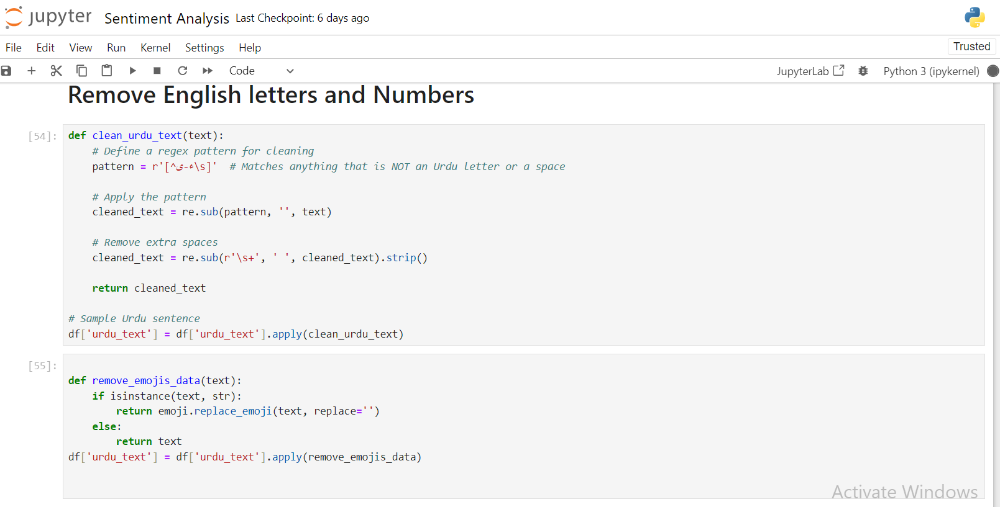 jupyter Sentiment Analysis Last Checkpoint: 6 days ago
File Edit View Run Kernel Settings Help Trusted
Code JupyterLab Python 3 (ipykernel)
Remove English letters and Numbers
[54]:
def clean_urdu_text(text):
    # Define a regex pattern for cleaning
    pattern = r'[^ء-ی\s]'  # Matches anything that is NOT an Urdu letter or a space
    # Apply the pattern
    cleaned_text = re.sub(pattern, '', text)
    # Remove extra spaces
    cleaned_text = re.sub(r'\s+', ' ', cleaned_text).strip()
    return cleaned_text
# Sample Urdu sentence
df['urdu_text'] = df['urdu_text'].apply(clean_urdu_text)
[55]:
def remove_emojis_data(text):
    if isinstance(text, str):
        return emoji.replace_emoji(text, replace='')
    else:
        return text
df['urdu_text'] = df['urdu_text'].apply(remove_emojis_data)
Activate Windows